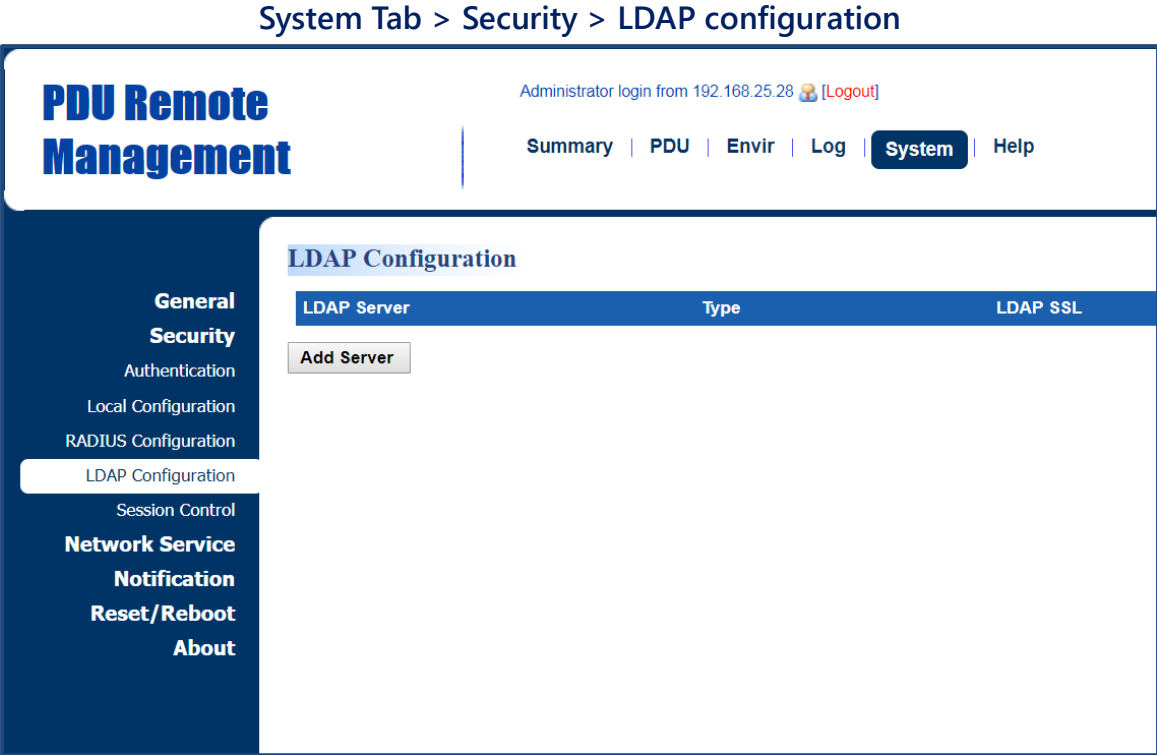 System Tab > Security > LDAP configuration
PDU Remote
Management
Administrator login from 192.168.25.28 [Logout]
Summary | PDU | Envir | Log | System | Help
General
Security
Authentication
Local Configuration
RADIUS Configuration
LDAP Configuration
Session Control
Network Service
Notification
Reset/Reboot
About
LDAP Configuration
LDAP Server Type LDAP SSL
Add Server